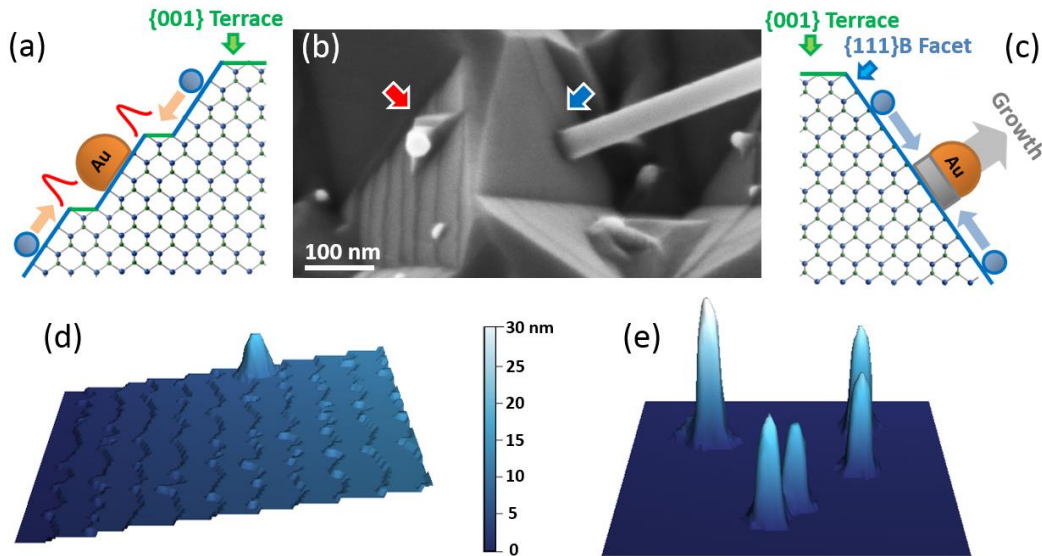 (a)
{001} Terrace
Au
(b)
100 nm
{001} Terrace
(c)
{111}B Facet
Au
Growth
(d)
30 nm
25
20
15
10
5
0
(e)